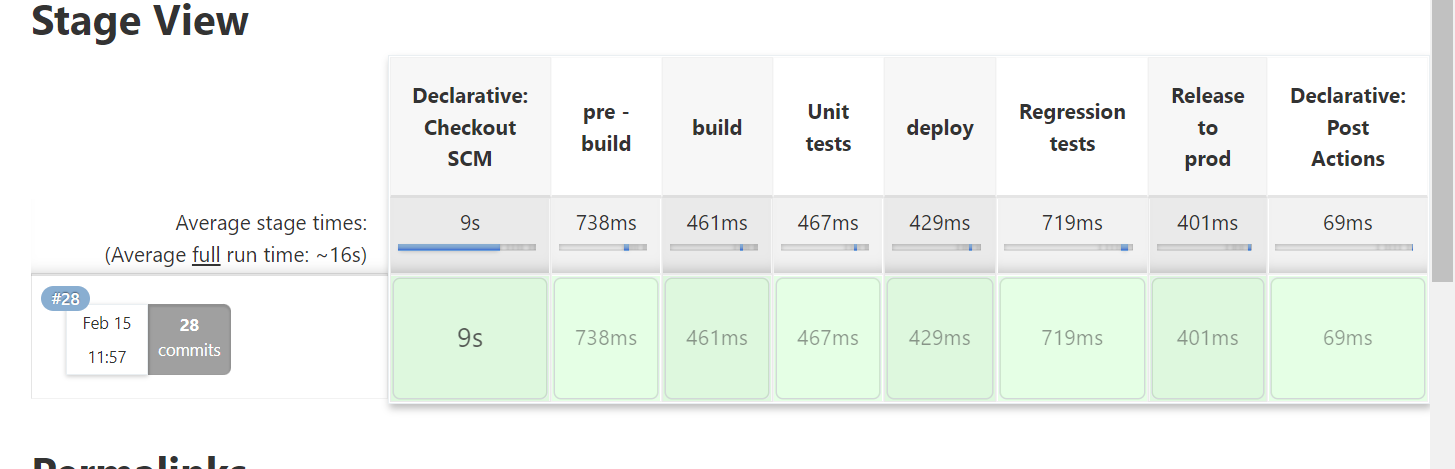 Stage View
Declarative:
Checkout
SCM
pre -
build
build
Unit
tests
deploy
Regression
tests
Release
to
prod
Declarative:
Post
Actions
Average stage times:
(Average full run time: ~16s)
9s
738ms
461ms
467ms
429ms
719ms
401ms
69ms
#28
Feb 15
11:57
28
commits
9s
738ms
461ms
467ms
429ms
719ms
401ms
69ms
Permalinks